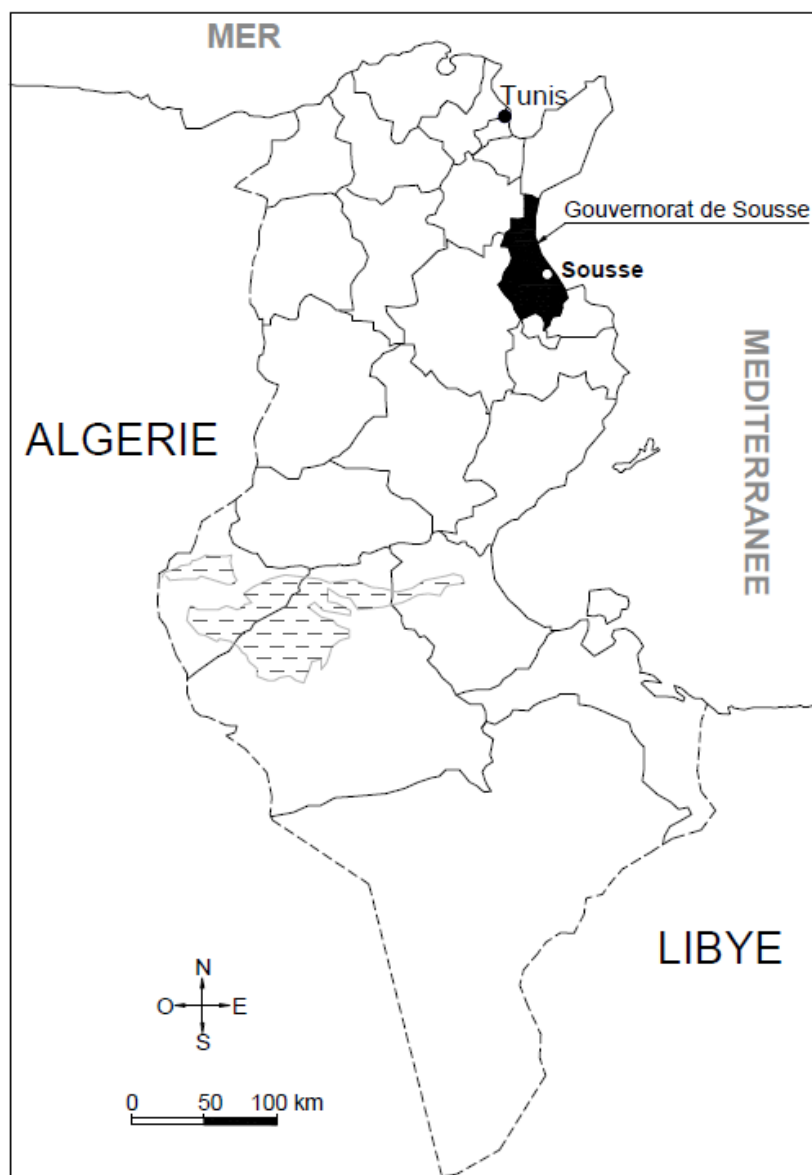 MER
Tunis
Gouvernorat de Sousse
Sousse
MEDITERRANEE
ALGERIE
LIBYE
N
O E
S
0 50 100 km